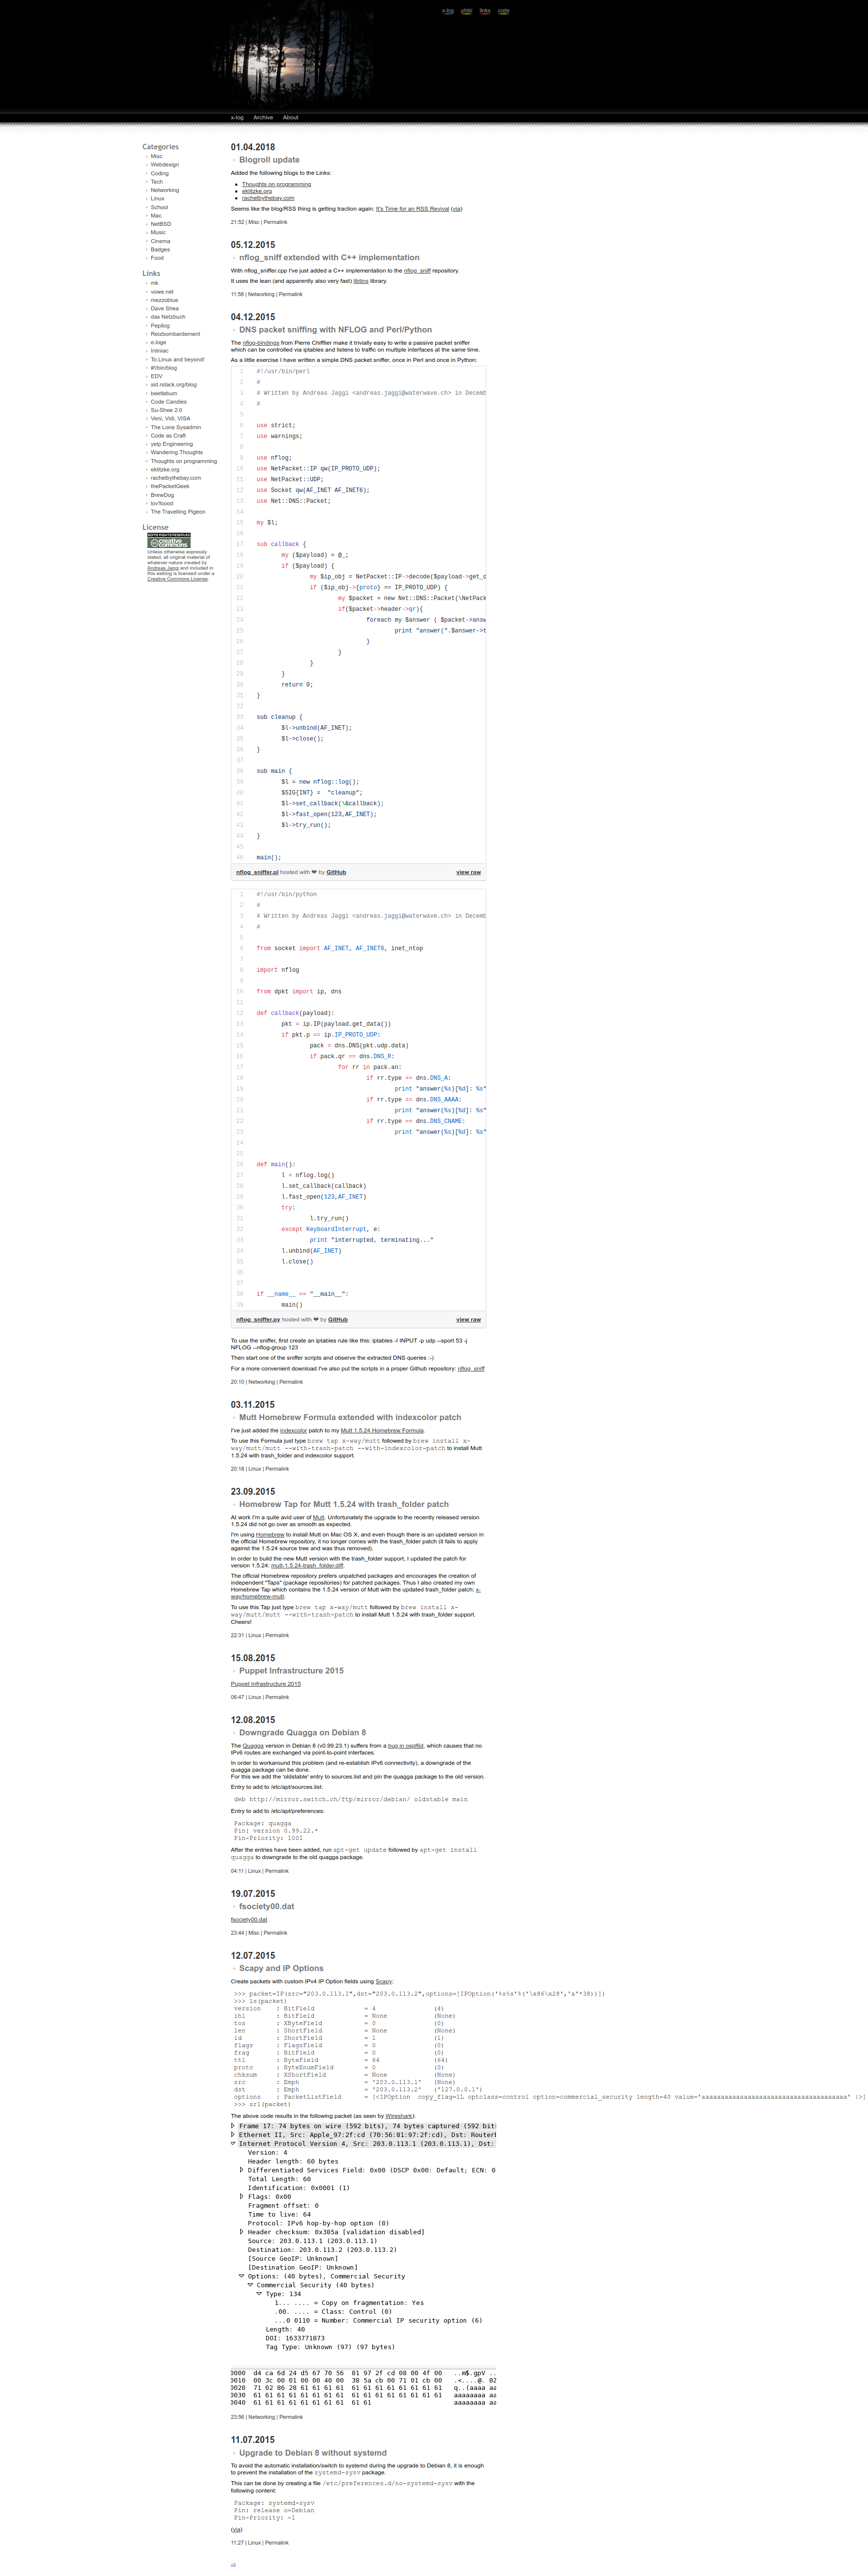 x-log phiki links code
x-log Archive About
Categories
Misc
Webdesign
Coding
Tech
Networking
Linux
School
Mac
NetBSD
Music
Cinema
Badges
Food
Links
mk
vowe.net
mezzoblue
Dave Shea
das Netzbuch
Pepilog
Reizbombardement
e.loge
Intiniac
To Linux and beyond!
#!/bin/blog
EDV
sid.rstack.org/blog
beetlebum
Code Candies
Su-Shee 2.0
Veni, Vidi, VISA
The Lone Sysadmin
Code as Craft
yelp Engineering
Wandering Thoughts
Thoughts on programming
eklitzke.org
rachelbythebay.com
thePacketGeek
BrewDog
lov'foood
The Travelling Pigeon
License
SOME RIGHTS RESERVED
creative commons
Unless otherwise expressly
stated, all original material of
whatever nature created by
Andreas Jaggi and included in
this weblog is licensed under a
Creative Commons License.
01.04.2018
Blogroll update
Added the following blogs to the Links:
Thoughts on programming
eklitzke.org
rachelbythebay.com
Seems like the blog/RSS thing is getting traction again: It's Time for an RSS Revival (via)
21:52 | Misc | Permalink
05.12.2015
nflog_sniff extended with C++ implementation
With nflog_sniffer.cpp I've just added a C++ implementation to the nflog_sniff repository.
It uses the lean (and apparently also very fast) libtins library.
11:58 | Networking | Permalink
04.12.2015
DNS packet sniffing with NFLOG and Perl/Python
The nflog-bindings from Pierre Chifflier make it trivially easy to write a passive packet sniffer
which can be controlled via iptables and listens to traffic on multiple interfaces at the same time.
As a little exercise I have written a simple DNS packet sniffer, once in Perl and once in Python:
1 #!/usr/bin/perl
2 #
3 # Written by Andreas Jaggi <andreas.jaggi@waterwave.ch> in Decemb
4 #
5
6 use strict;
7 use warnings;
8
9 use nflog;
10 use NetPacket::IP qw(IP_PROTO_UDP);
11 use NetPacket::UDP;
12 use Socket qw(AF_INET AF_INET6);
13 use Net::DNS::Packet;
14
15 my $l;
16
17 sub callback {
18 my ($payload) = @_;
19 if ($payload) {
20 my $ip_obj = NetPacket::IP->decode($payload->get_d
21 if ($ip_obj->{proto} == IP_PROTO_UDP) {
22 my $packet = new Net::DNS::Packet(\NetPack
23 if($packet->header->qr){
24 foreach my $answer ( $packet->answ
25 print "answer(".$answer->t
26 }
27 }
28 }
29 }
30 return 0;
31 }
32
33 sub cleanup {
34 $l->unbind(AF_INET);
35 $l->close();
36 }
37
38 sub main {
39 $l = new nflog::log();
40 $SIG{INT} = "cleanup";
41 $l->set_callback(\&callback);
42 $l->fast_open(123,AF_INET);
43 $l->try_run();
44 }
45
46 main();
nflog_sniffer.pl hosted with ❤ by GitHub view raw
1 #!/usr/bin/python
2 #
3 # Written by Andreas Jaggi <andreas.jaggi@waterwave.ch> in Decemb
4 #
5
6 from socket import AF_INET, AF_INET6, inet_ntop
7
8 import nflog
9
10 from dpkt import ip, dns
11
12 def callback(payload):
13 pkt = ip.IP(payload.get_data())
14 if pkt.p == ip.IP_PROTO_UDP:
15 pack = dns.DNS(pkt.udp.data)
16 if pack.qr == dns.DNS_R:
17 for rr in pack.an:
18 if rr.type == dns.DNS_A:
19 print "answer(%s)[%d]: %s"
20 if rr.type == dns.DNS_AAAA:
21 print "answer(%s)[%d]: %s"
22 if rr.type == dns.DNS_CNAME:
23 print "answer(%s)[%d]: %s"
24
25
26 def main():
27 l = nflog.log()
28 l.set_callback(callback)
29 l.fast_open(123,AF_INET)
30 try:
31 l.try_run()
32 except KeyboardInterrupt, e:
33 print "interrupted, terminating..."
34 l.unbind(AF_INET)
35 l.close()
36
37
38 if __name__ == "__main__":
39 main()
nflog_sniffer.py hosted with ❤ by GitHub view raw
To use the sniffer, first create an iptables rule like this: iptables -I INPUT -p udp --sport 53 -j
NFLOG --nflog-group 123
Then start one of the sniffer scripts and observe the extracted DNS queries :-)
For a more convenient download I've also put the scripts in a proper Github repository: nflog_sniff
20:10 | Networking | Permalink
03.11.2015
Mutt Homebrew Formula extended with indexcolor patch
I've just added the indexcolor patch to my Mutt 1.5.24 Homebrew Formula.
To use this Formula just type brew tap x-way/mutt followed by brew install x-
way/mutt/mutt --with-trash-patch --with-indexcolor-patch to install Mutt
1.5.24 with trash_folder and indexcolor support.
20:18 | Linux | Permalink
23.09.2015
Homebrew Tap for Mutt 1.5.24 with trash_folder patch
At work I'm a quite avid user of Mutt. Unfortunately the upgrade to the recently released version
1.5.24 did not go over as smooth as expected.
I'm using Homebrew to install Mutt on Mac OS X, and even though there is an updated version in
the official Homebrew repository, it no longer comes with the trash_folder patch (it fails to apply
against the 1.5.24 source tree and was thus removed).
In order to build the new Mutt version with the trash_folder support, I updated the patch for
version 1.5.24: mutt-1.5.24-trash_folder.diff.
The official Homebrew repository prefers unpatched packages and encourages the creation of
independent "Taps" (package repositories) for patched packages. Thus I also created my own
Homebrew Tap which contains the 1.5.24 version of Mutt with the updated trash_folder patch: x-
way/homebrew-mutt.
To use this Tap just type brew tap x-way/mutt followed by brew install x-
way/mutt/mutt --with-trash-patch to install Mutt 1.5.24 with trash_folder support.
Cheers!
22:31 | Linux | Permalink
15.08.2015
Puppet Infrastructure 2015
Puppet Infrastructure 2015
06:47 | Linux | Permalink
12.08.2015
Downgrade Quagga on Debian 8
The Quagga version in Debian 8 (v0.99.23.1) suffers from a bug in ospf6d, which causes that no
IPv6 routes are exchanged via point-to-point interfaces.
In order to workaround this problem (and re-establish IPv6 connectivity), a downgrade of the
quagga package can be done.
For this we add the 'oldstable' entry to sources.list and pin the quagga package to the old version.
Entry to add to /etc/apt/sources.list:
deb http://mirror.switch.ch/ftp/mirror/debian/ oldstable main
Entry to add to /etc/apt/preferences:
Package: quagga
Pin: version 0.99.22.*
Pin-Priority: 1001
After the entries have been added, run apt-get update followed by apt-get install
quagga to downgrade to the old quagga package.
04:11 | Linux | Permalink
19.07.2015
fsociety00.dat
fsociety00.dat
23:44 | Misc | Permalink
12.07.2015
Scapy and IP Options
Create packets with custom IPv4 IP Option fields using Scapy:
>>> packet=IP(src="203.0.113.1",dst="203.0.113.2",options=[IPOption('%s%s'%('\x86\x28','a'*38))])
>>> ls(packet)
version : BitField = 4 (4)
ihl : BitField = None (None)
tos : XByteField = 0 (0)
len : ShortField = None (None)
id : ShortField = 1 (1)
flags : FlagsField = 0 (0)
frag : BitField = 0 (0)
ttl : ByteField = 64 (64)
proto : ByteEnumField = 0 (0)
chksum : XShortField = None (None)
src : Emph = '203.0.113.1' (None)
dst : Emph = '203.0.113.2' ('127.0.0.1')
options : PacketListField = [<IPOption copy_flag=1L optclass=control option=commercial_security length=40 value='aaaaaaaaaaaaaaaaaaaaaaaaaaaaaaaaaaaaaa' |>]
>>> sr1(packet)
The above code results in the following packet (as seen by Wireshark):
Frame 17: 74 bytes on wire (592 bits), 74 bytes captured (592 bit
Ethernet II, Src: Apple_97:2f:cd (70:56:81:97:2f:cd), Dst: Router
Internet Protocol Version 4, Src: 203.0.113.1 (203.0.113.1), Dst:
Version: 4
Header length: 60 bytes
Differentiated Services Field: 0x00 (DSCP 0x00: Default; ECN: 0
Total Length: 60
Identification: 0x0001 (1)
Flags: 0x00
Fragment offset: 0
Time to live: 64
Protocol: IPv6 hop-by-hop option (0)
Header checksum: 0x385a [validation disabled]
Source: 203.0.113.1 (203.0.113.1)
Destination: 203.0.113.2 (203.0.113.2)
[Source GeoIP: Unknown]
[Destination GeoIP: Unknown]
Options: (40 bytes), Commercial Security
Commercial Security (40 bytes)
Type: 134
1... .... = Copy on fragmentation: Yes
.00. .... = Class: Control (0)
...0 0110 = Number: Commercial IP security option (6)
Length: 40
DOI: 1633771873
Tag Type: Unknown (97) (97 bytes)
0000 d4 ca 6d 24 d5 67 70 56 81 97 2f cd 08 00 4f 00 ..m$.gpV ..
0010 00 3c 00 01 00 00 40 00 38 5a cb 00 71 01 cb 00 .<....@. 8Z
0020 71 02 86 28 61 61 61 61 61 61 61 61 61 61 61 61 q..(aaaa aa
0030 61 61 61 61 61 61 61 61 61 61 61 61 61 61 61 61 aaaaaaaa aa
0040 61 61 61 61 61 61 61 61 61 61 aaaaaaaa aa
23:56 | Networking | Permalink
11.07.2015
Upgrade to Debian 8 without systemd
To avoid the automatic installation/switch to systemd during the upgrade to Debian 8, it is enough
to prevent the installation of the systemd-sysv package.
This can be done by creating a file /etc/preferences.d/no-systemd-sysv with the
following content:
Package: systemd-sysv
Pin: release o=Debian
Pin-Priority: -1
(via)
11:27 | Linux | Permalink
->